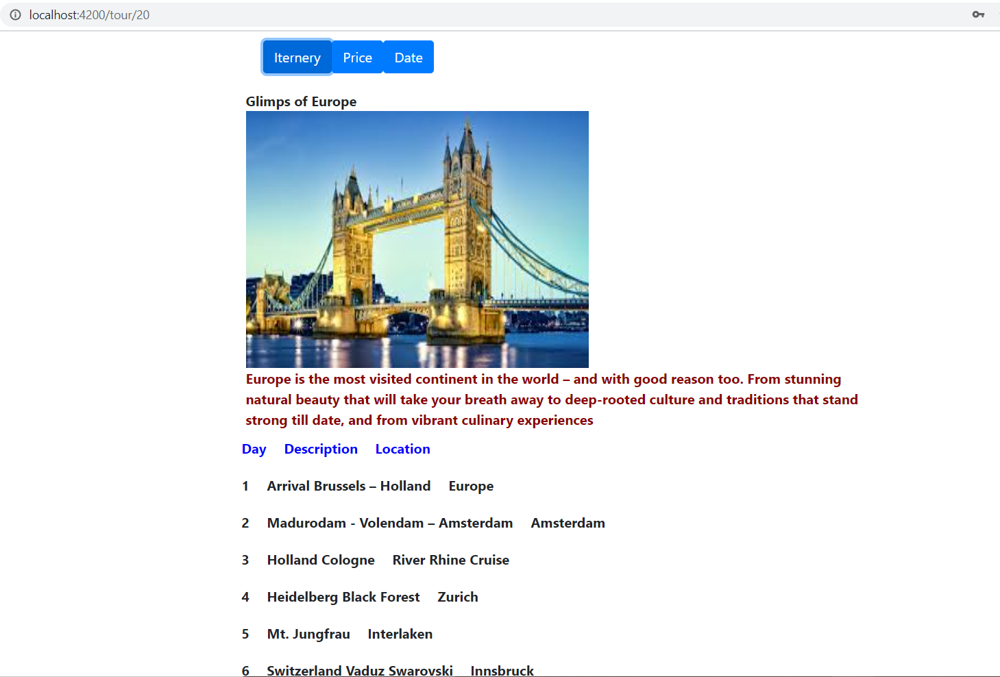 localhost:4200/tour/20
Iternery Price Date
Glimps of Europe
Europe is the most visited continent in the world – and with good reason too. From stunning
natural beauty that will take your breath away to deep-rooted culture and traditions that stand
strong till date, and from vibrant culinary experiences
Day Description Location
1 Arrival Brussels – Holland Europe
2 Madurodam - Volendam – Amsterdam Amsterdam
3 Holland Cologne River Rhine Cruise
4 Heidelberg Black Forest Zurich
5 Mt. Jungfrau Interlaken
6 Switzerland Vaduz Swarovski Innsbruck